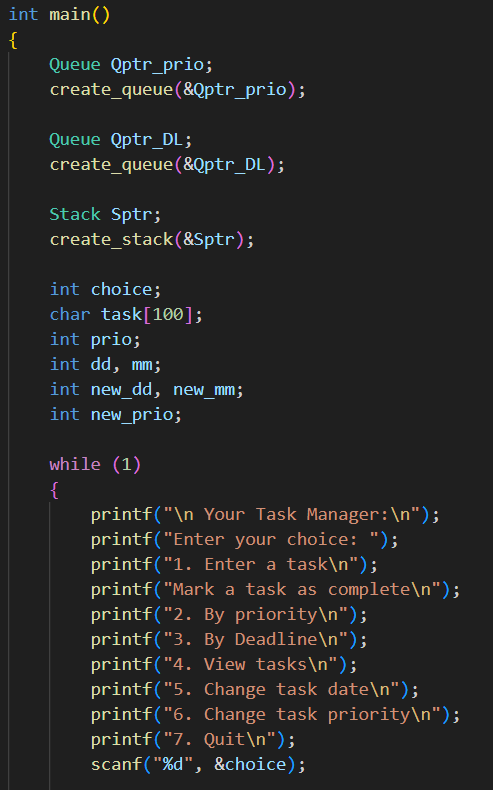 int main()
{
    Queue Qptr_prio;
    create_queue(&Qptr_prio);

    Queue Qptr_DL;
    create_queue(&Qptr_DL);

    Stack Sptr;
    create_stack(&Sptr);

    int choice;
    char task[100];
    int prio;
    int dd, mm;
    int new_dd, new_mm;
    int new_prio;

    while (1)
    {
        printf("\n Your Task Manager:\n");
        printf("Enter your choice: ");
        printf("1. Enter a task\n");
        printf("Mark a task as complete\n");
        printf("2. By priority\n");
        printf("3. By Deadline\n");
        printf("4. View tasks\n");
        printf("5. Change task date\n");
        printf("6. Change task priority\n");
        printf("7. Quit\n");
        scanf("%d", &choice);